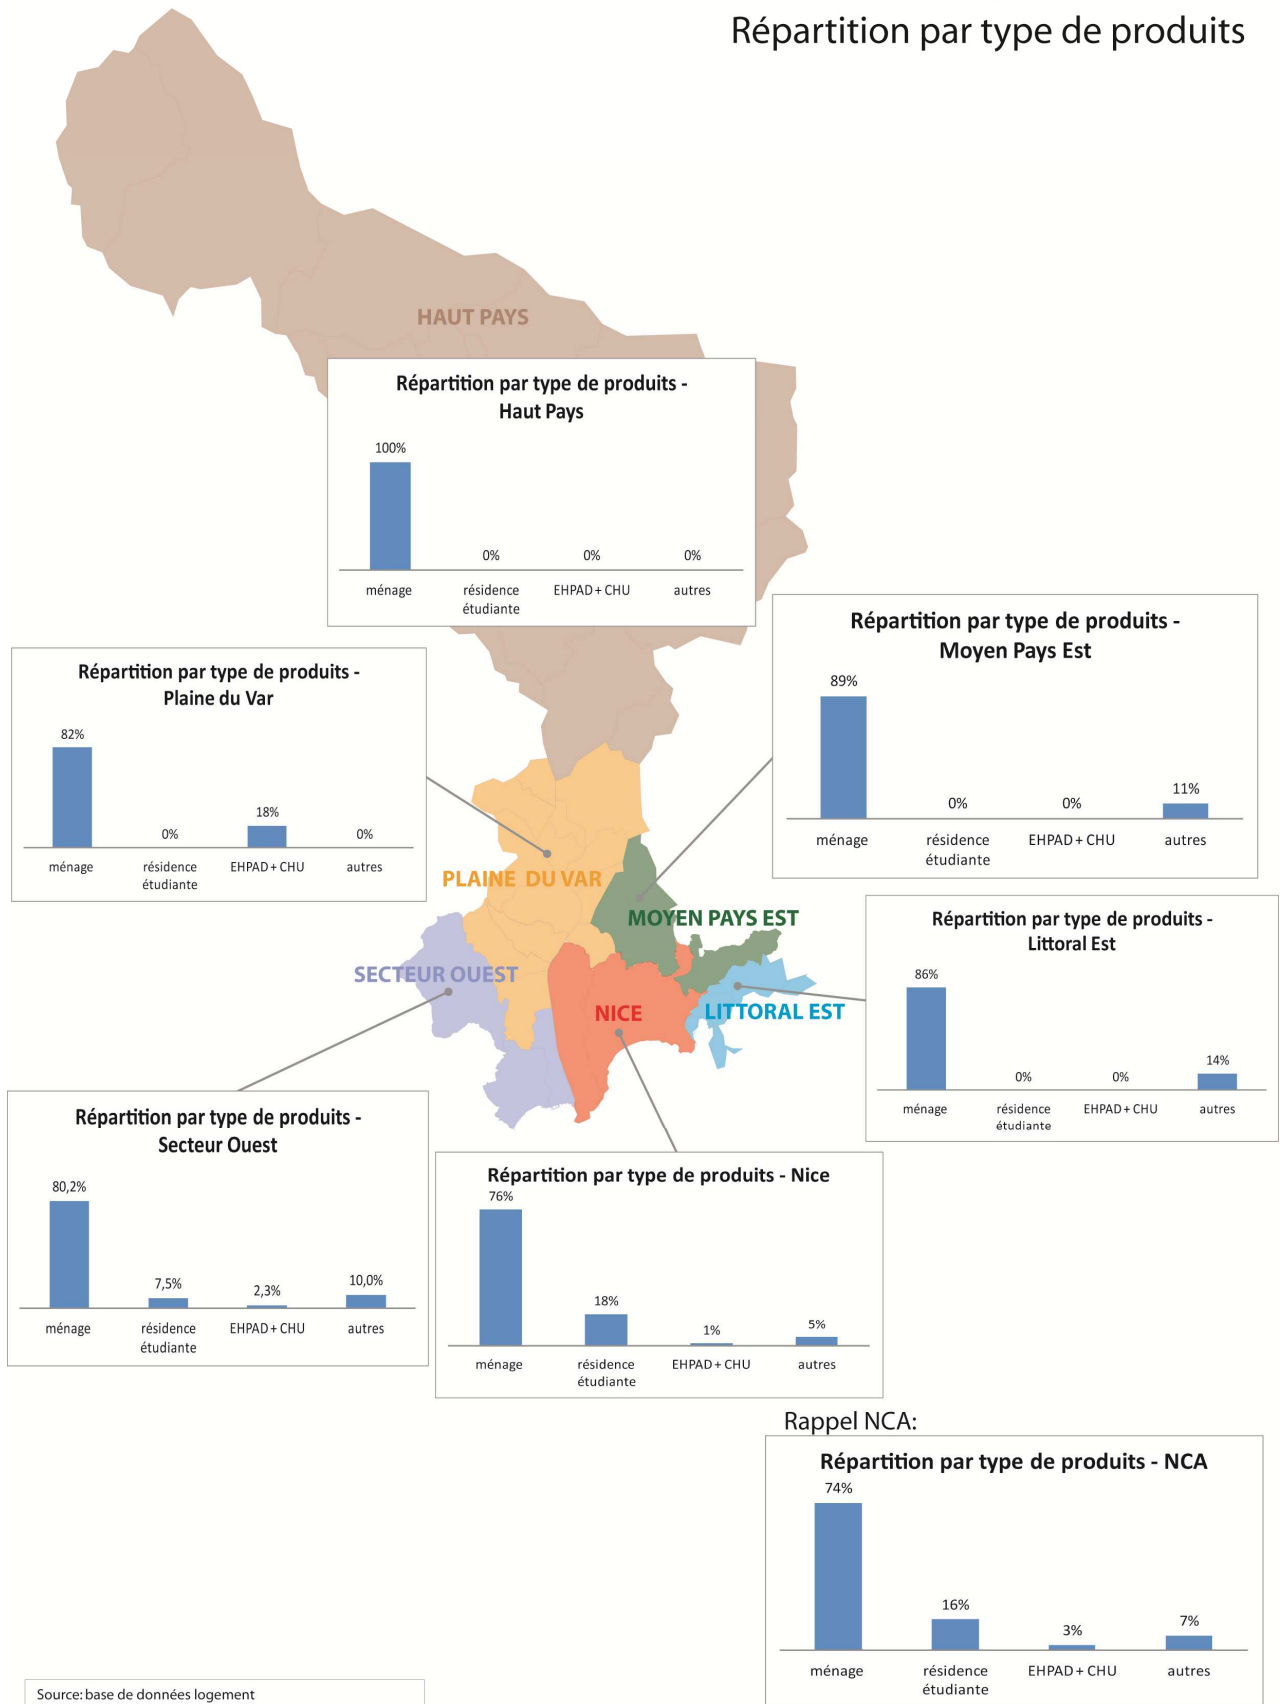 Répartition par type de produits
HAUT PAYS
Répartition par type de produits -
Haut Pays
100%
0%
0%
0%
ménage
résidence
étudiante
EHPAD + CHU
autres
Répartition par type de produits -
Moyen Pays Est
89%
0%
0%
11%
ménage
résidence
étudiante
EHPAD + CHU
autres
Répartition par type de produits -
Plaine du Var
82%
0%
18%
0%
ménage
résidence
étudiante
EHPAD + CHU
autres
PLAINE DU VAR
MOYEN PAYS EST
SECTEUR OUEST
NICE
LITTORAL EST
Répartition par type de produits -
Littoral Est
86%
0%
0%
14%
ménage
résidence
étudiante
EHPAD + CHU
autres
Répartition par type de produits -
Secteur Ouest
80,2%
7,5%
2,3%
10,0%
ménage
résidence
étudiante
EHPAD + CHU
autres
Répartition par type de produits - Nice
76%
18%
1%
5%
ménage
résidence
étudiante
EHPAD + CHU
autres
Rappel NCA:
Répartition par type de produits - NCA
74%
16%
3%
7%
ménage
résidence
étudiante
EHPAD + CHU
autres
Source: base de données logement